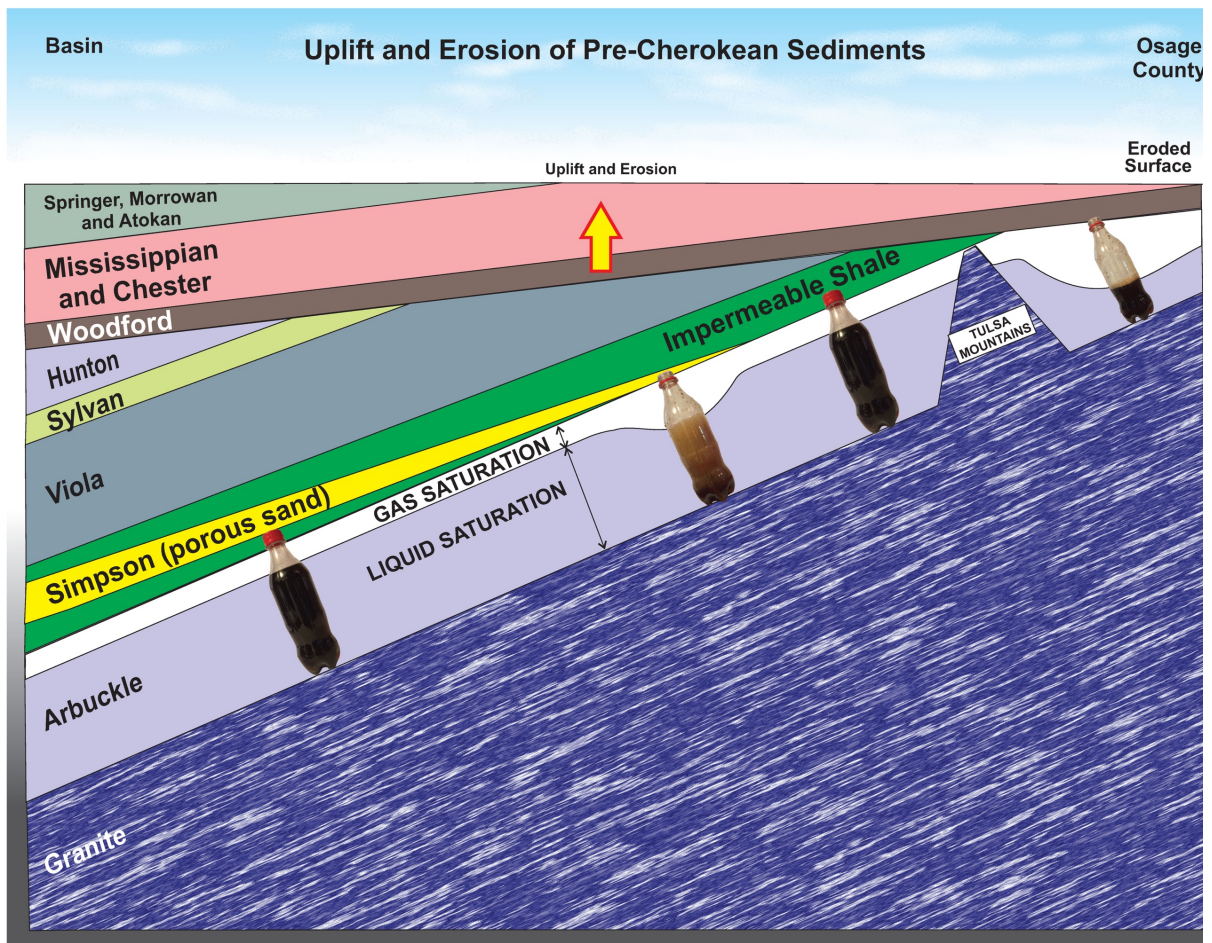 Basin
Uplift and Erosion of Pre-Cherokean Sediments
Osage
County
Eroded
Surface
Uplift and Erosion
Springer, Morrowan
and Atokan
Mississippian
and Chester
Woodford
Hunton
Sylvan
Viola
Impermeable Shale
TULSA
MOUNTAINS
Simpson (porous sand)
GAS SATURATION
LIQUID SATURATION
Arbuckle
Granite